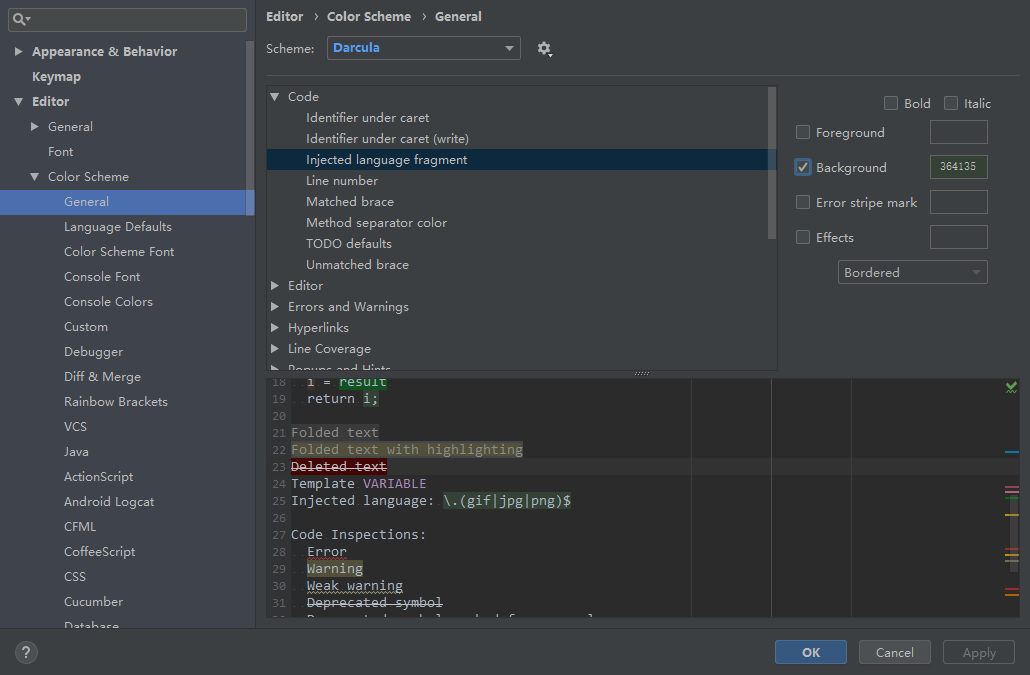 Editor › Color Scheme › General
Scheme: Darcula
Appearance & Behavior
Keymap
Editor
General
Font
Color Scheme
General
Language Defaults
Color Scheme Font
Console Font
Console Colors
Custom
Debugger
Diff & Merge
Rainbow Brackets
VCS
Java
ActionScript
Android Logcat
CFML
CoffeeScript
CSS
Cucumber
Database
Code
Identifier under caret
Identifier under caret (write)
Injected language fragment
Line number
Matched brace
Method separator color
TODO defaults
Unmatched brace
Editor
Errors and Warnings
Hyperlinks
Line Coverage
Popups and Hints
Bold Italic
Foreground
Background 364135
Error stripe mark
Effects
Bordered
18 i = result
19 return i;
20
21 Folded text
22 Folded text with highlighting
23 Deleted text
24 Template VARIABLE
25 Injected language: \.(gif|jpg|png)$
26
27 Code Inspections:
28 Error
29 Warning
30 Weak warning
31 Deprecated symbol
? OK Cancel Apply